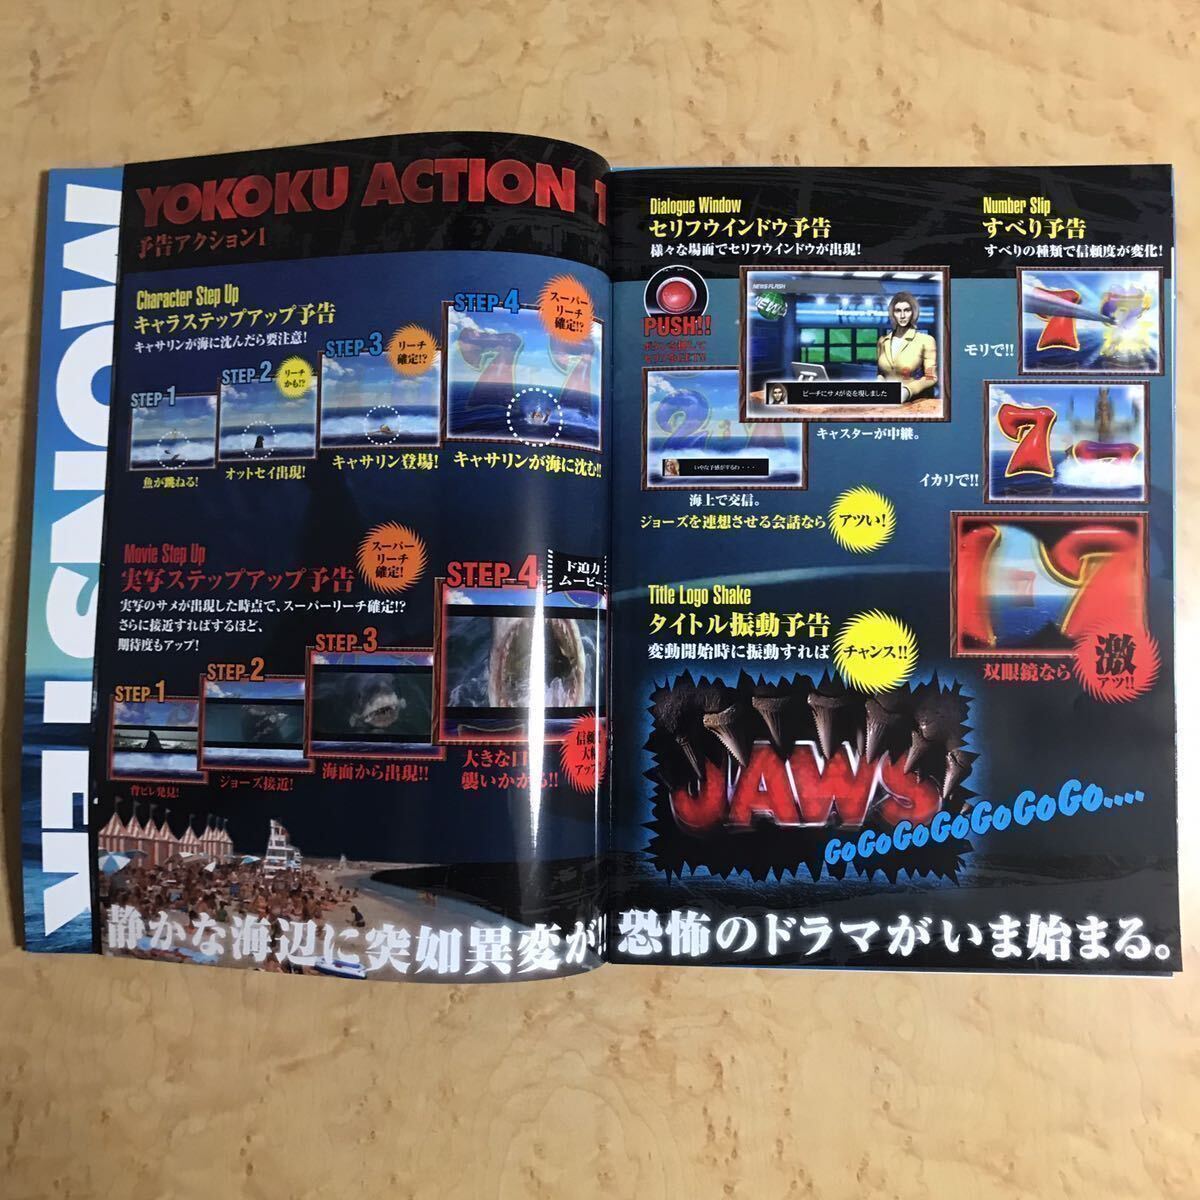 MONSTER
YOKOKU ACTION 1
予告アクション1
Character Step Up
キャラステップアップ予告
キャサリンが海に沈んだら要注意!
STEP 1
魚が跳ねる!
STEP 2
リーチ
かも!?
オットセイ出現!
STEP 3
リーチ
確定!?
キャサリン登場!
STEP 4
スーパー
リーチ
確定!?
キャサリンが海に沈む!!
Movie Step Up
実写ステップアップ予告
スーパー
リーチ
確定!
実写のサメが出現した時点で、スーパーリーチ確定!?
さらに接近すればするほど、
期待度もアップ!
STEP 1
背ビレ発見!
STEP 2
ジョーズ接近!
STEP 3
海面から出現!!
STEP 4
ド迫力
ムービー
大きな口
襲いかかる!!
静かな海辺に突如異変が!!
Dialogue Window
セリフウインドウ予告
様々な場面でセリフウインドウが出現!
PUSH!!
NEWS FLASH
ビーチにサメが姿を現しました
キャスターが中継。
いやな予感がするわ・・・・
海上で交信。
ジョーズを連想させる会話なら
アツい!
Number Slip
すべり予告
すべりの種類で信頼度が変化!
モリで!!
イカリで!!
双眼鏡なら
激
アツ!!
Title Logo Shake
タイトル振動予告
変動開始時に振動すれば
チャンス!!
JAWS
GoGoGoGoGoGoGo....
恐怖のドラマがいま始まる。